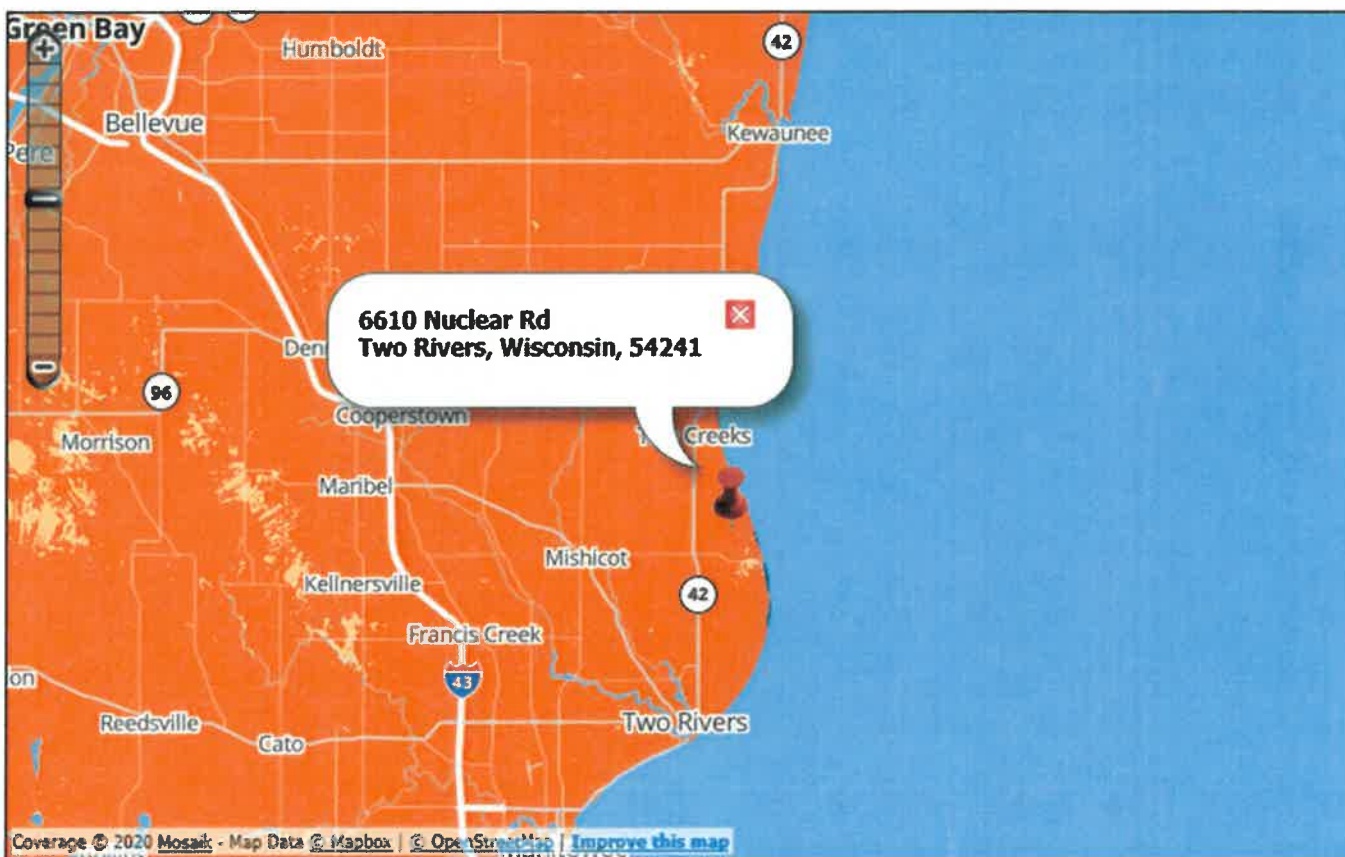 Green Bay
Humboldt
42
Bellevue
Pere
Kewaunee
6610 Nuclear Rd
Two Rivers, Wisconsin, 54241
Den
96
Cooperstown
Morrison
Creeks
Maribel
Mishicot
Kellnersville
42
Francis Creek
43
on
Reedsville
Two Rivers
Cato
Coverage © 2020 Mosaik - Map Data © Mapbox | © OpenStreetMap | Improve this map